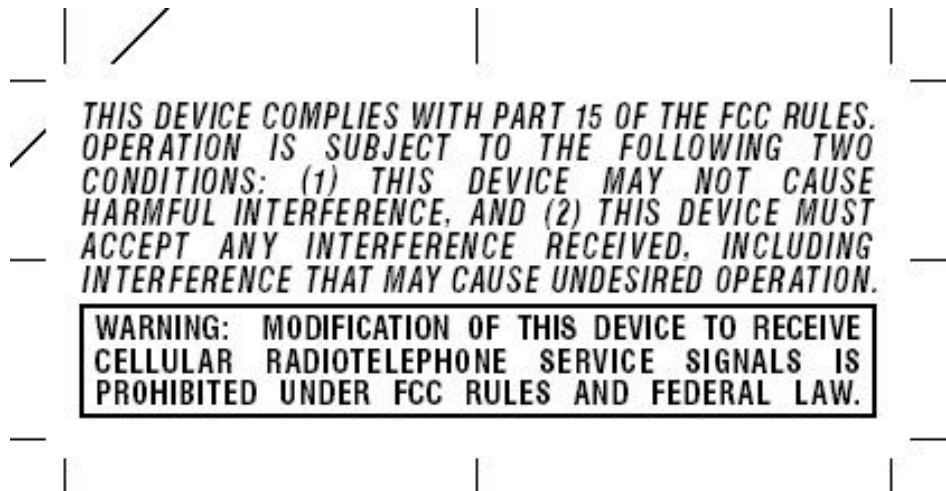 THIS DEVICE COMPLIES WITH PART 15 OF THE FCC RULES.
OPERATION IS SUBJECT TO THE FOLLOWING TWO
CONDITIONS: (1) THIS DEVICE MAY NOT CAUSE
HARMFUL INTERFERENCE, AND (2) THIS DEVICE MUST
ACCEPT ANY INTERFERENCE RECEIVED, INCLUDING
INTERFERENCE THAT MAY CAUSE UNDESIRED OPERATION.
WARNING: MODIFICATION OF THIS DEVICE TO RECEIVE
CELLULAR RADIOTELEPHONE SERVICE SIGNALS IS
PROHIBITED UNDER FCC RULES AND FEDERAL LAW.